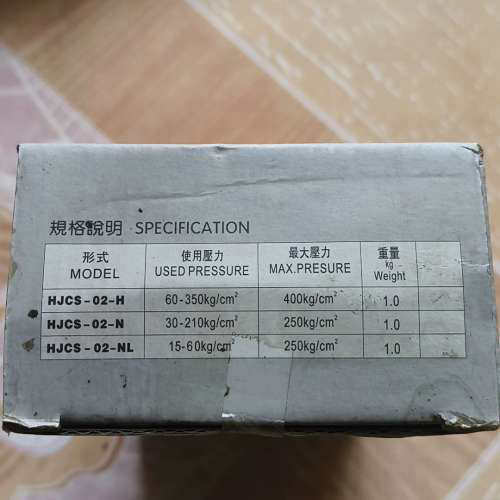 規格說明 · SPECIFICATION
形式 使用壓力 最大壓力 重量
MODEL USED PRESSURE MAX.PRESURE kg Weight
HJCS-02-H 60-350kg/cm² 400kg/cm² 1.0
HJCS-02-N 30-210kg/cm² 250kg/cm² 1.0
HJCS-02-NL 15-60kg/cm² 250kg/cm² 1.0